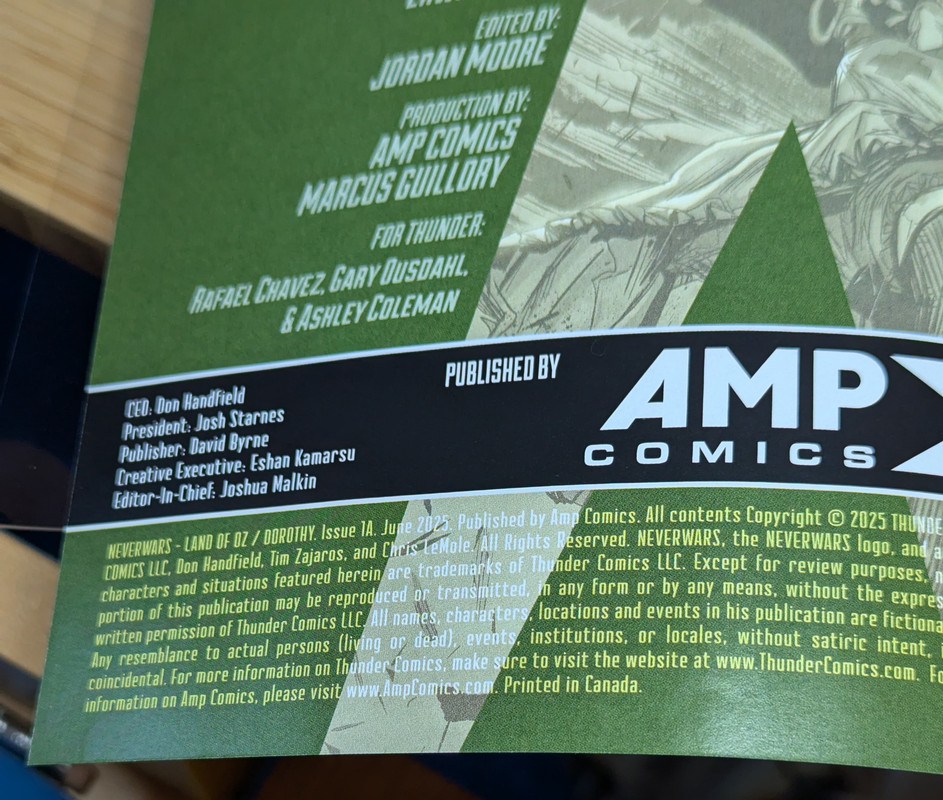 EDITED BY:
JORDAN MOORE
PRODUCTION BY:
AMP COMICS
MARCUS GUILLORY
FOR THUNDER:
RAFAEL CHAVEZ, GARY OUSDAHL,
& ASHLEY COLEMAN
PUBLISHED BY
AMP
COMICS
CEO: Don Handfield
President: Josh Starnes
Publisher: David Byrne
Creative Executive: Eshan Kamarsu
Editor-In-Chief: Joshua Malkin
NEVERWARS - LAND OF OZ / DOROTHY. Issue 1A. June 2025. Published by Amp Comics. All contents Copyright © 2025 THUNDE
COMICS LLC, Don Handfield, Tim Zajaros, and Chris LeMole. All Rights Reserved. NEVERWARS, the NEVERWARS logo, and a
characters and situations featured herein are trademarks of Thunder Comics LLC. Except for review purposes,
portion of this publication may be reproduced or transmitted, in any form or by any means, without the expres
written permission of Thunder Comics LLC. All names, characters, locations and events in his publication are fictiona
Any resemblance to actual persons (living or dead), events, institutions, or locales, without satiric intent,
coincidental. For more information on Thunder Comics, make sure to visit the website at www.ThunderComics.com. Fo
information on Amp Comics, please visit www.AmpComics.com. Printed in Canada.